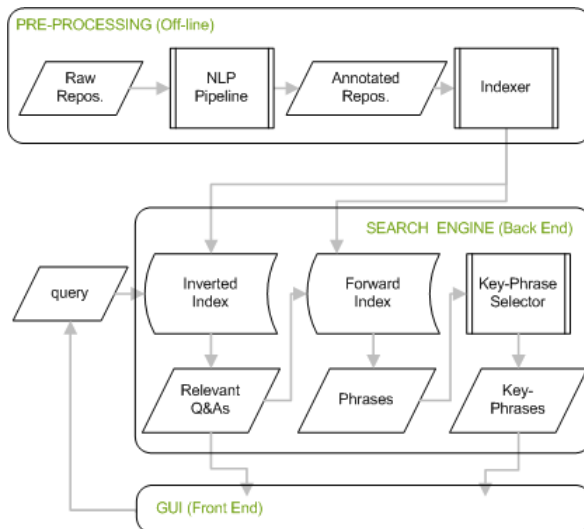 PRE-PROCESSING (Off-line)
Raw
Repos.
NLP
Pipeline
Annotated
Repos.
Indexer
SEARCH ENGINE (Back End)
query
Inverted
Index
Forward
Index
Key-Phrase
Selector
Relevant
Q&As
Phrases
Key-
Phrases
GUI (Front End)